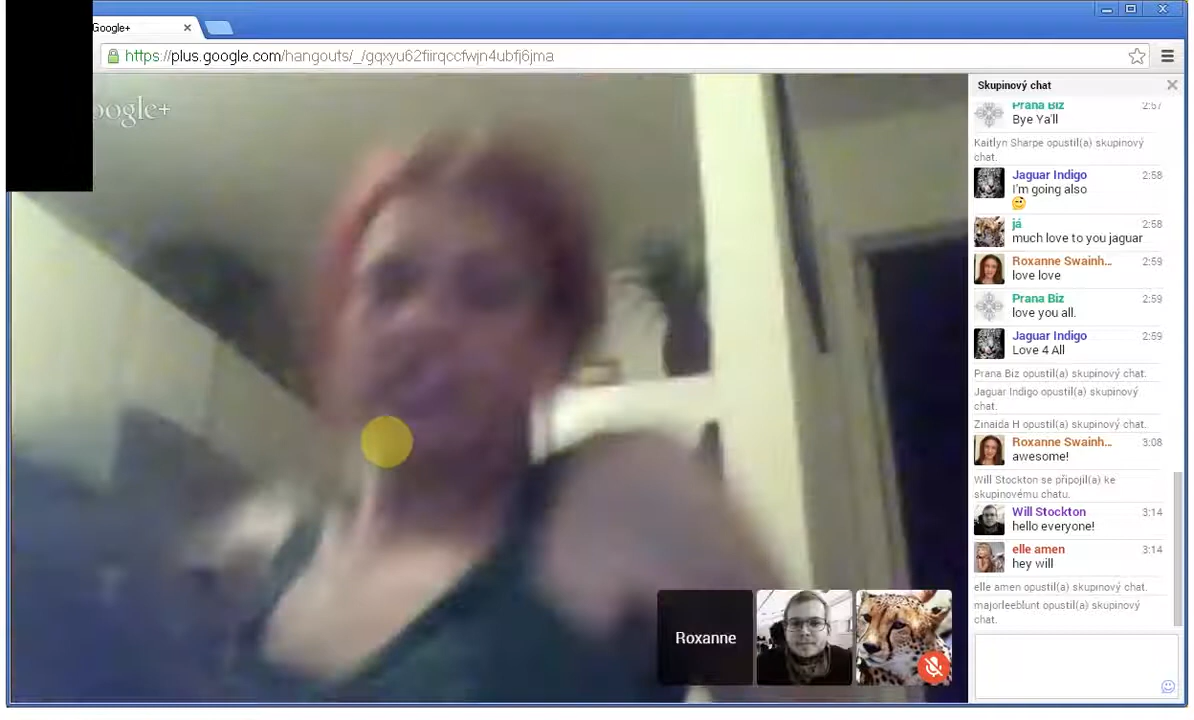 Google+
https://plus.google.com/hangouts/_/gqxyu62fiirqccfwjn4ubfj6jma
oogle+
Skupinový chat
Prana Biz 2:57
Bye Ya'll
Kaitlyn Sharpe opustil(a) skupinový
chat.
Jaguar Indigo 2:58
I'm going also
já 2:58
much love to you jaguar
Roxanne Swainh... 2:59
love love
Prana Biz 2:59
love you all.
Jaguar Indigo 2:59
Love 4 All
Prana Biz opustil(a) skupinový chat.
Jaguar Indigo opustil(a) skupinový
chat.
Zinaida H opustil(a) skupinový chat.
Roxanne Swainh... 3:08
awesome!
Will Stockton se připojil(a) ke
skupinovému chatu.
Will Stockton 3:14
hello everyone!
elle amen 3:14
hey will
elle amen opustil(a) skupinový chat.
majorleeblunt opustil(a) skupinový
chat.
Roxanne